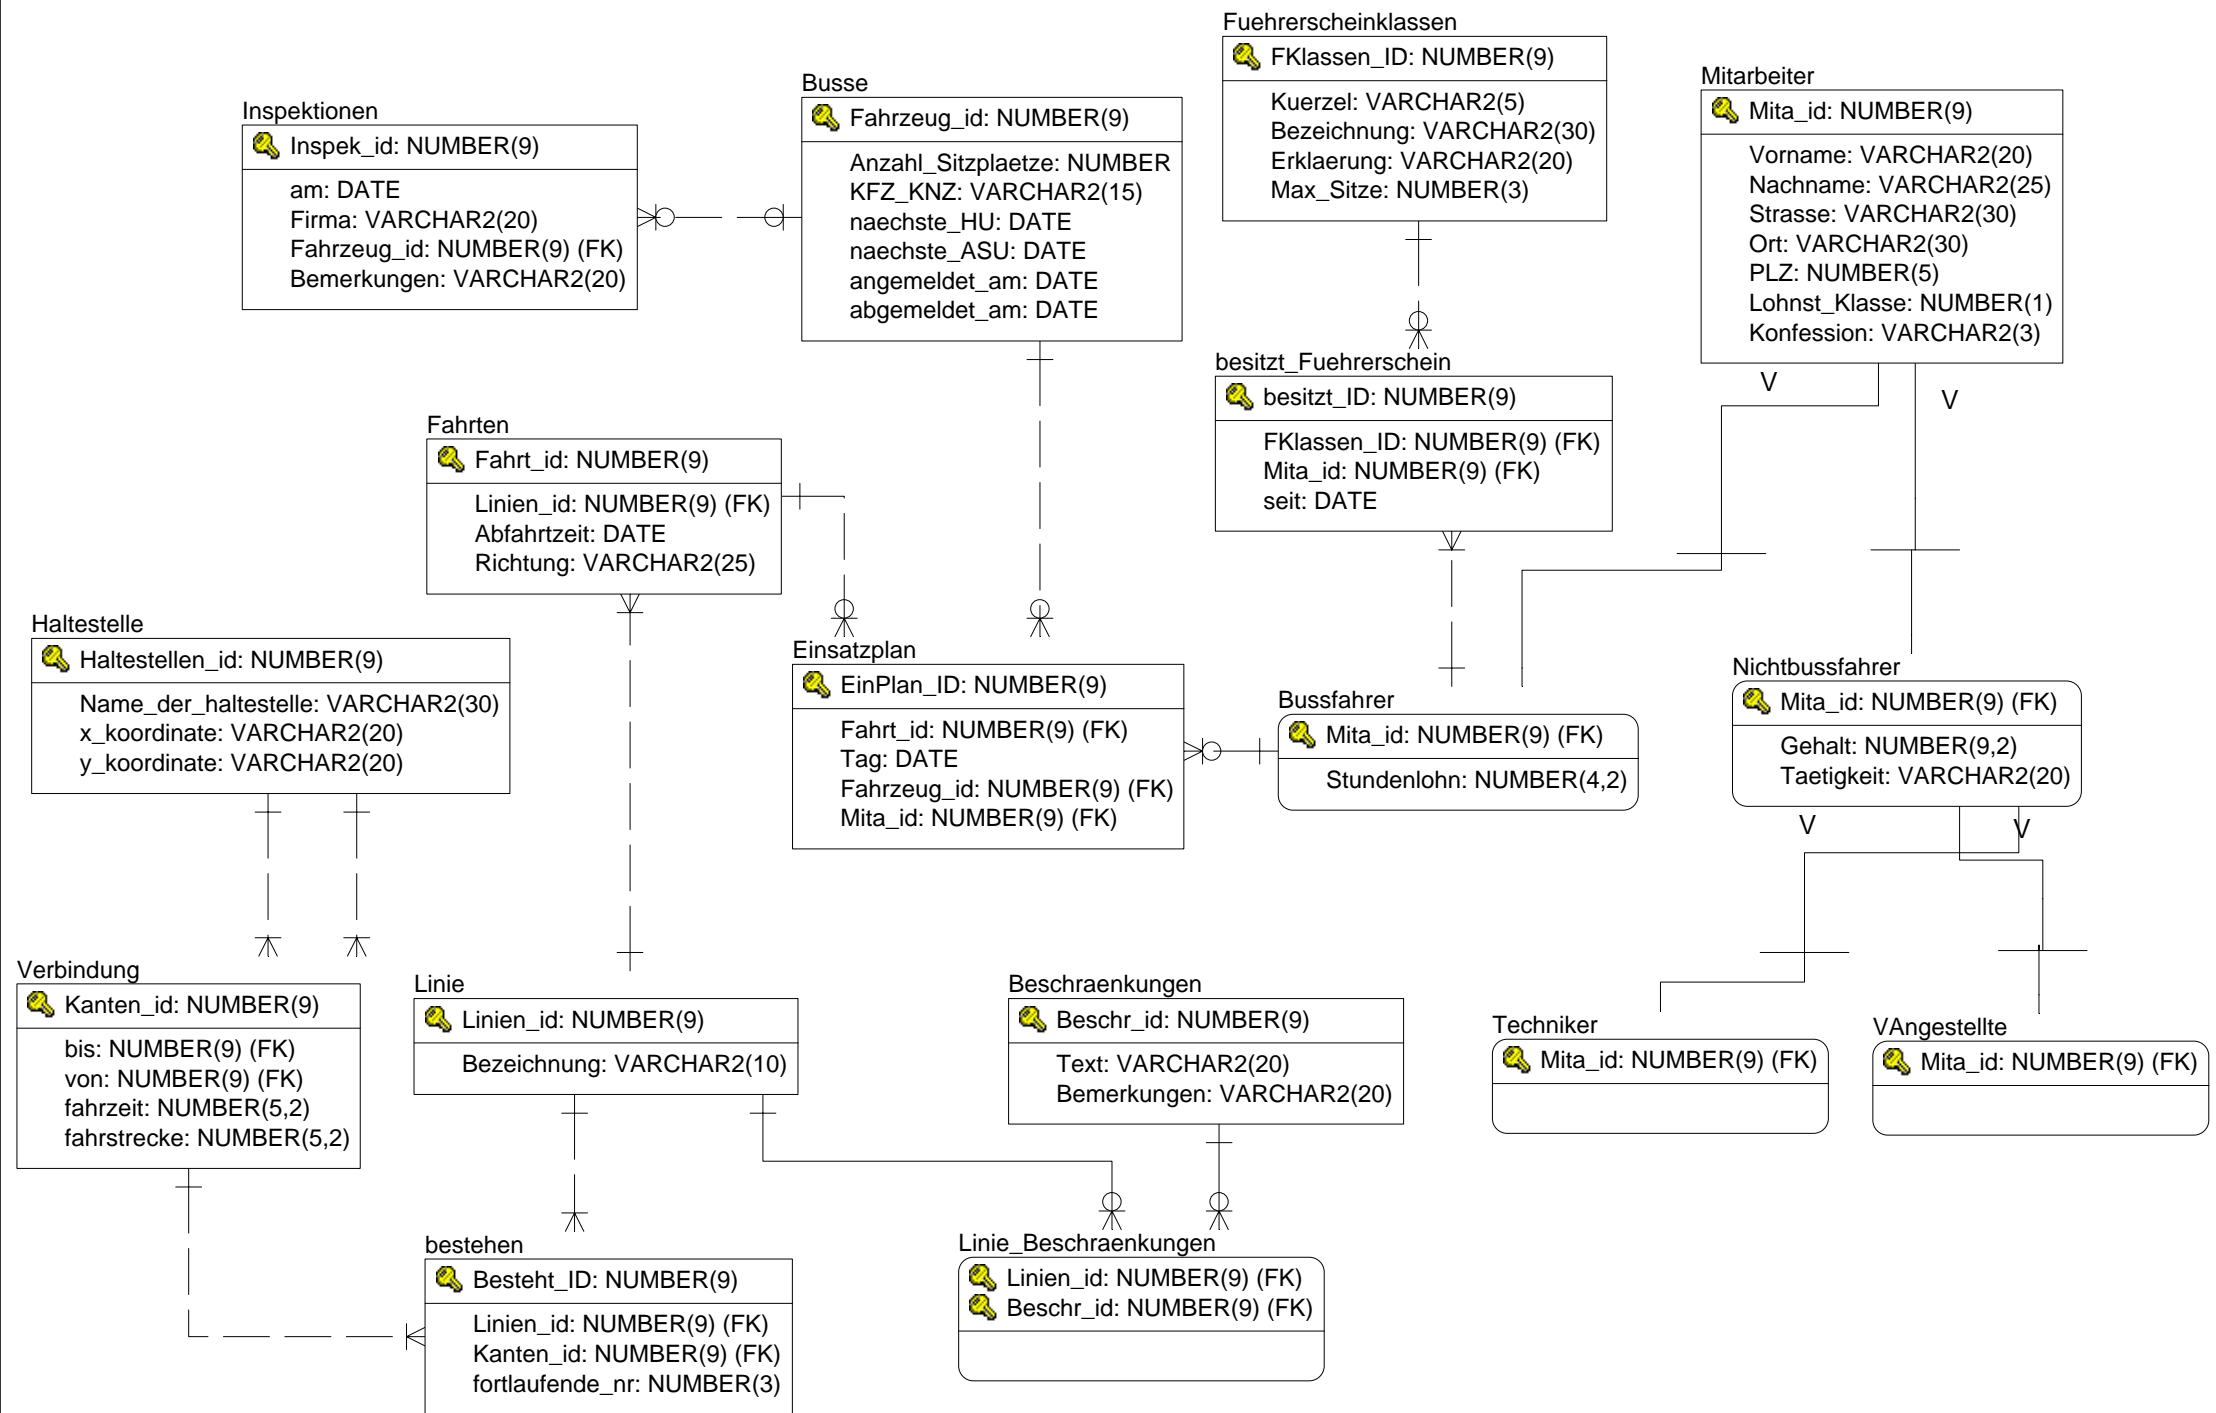 Fuehrerscheinklassen
FKlassen_ID: NUMBER(9)
Kuerzel: VARCHAR2(5)
Bezeichnung: VARCHAR2(30)
Erklaerung: VARCHAR2(20)
Max_Sitze: NUMBER(3)
Mitarbeiter
Mita_id: NUMBER(9)
Vorname: VARCHAR2(20)
Nachname: VARCHAR2(25)
Strasse: VARCHAR2(30)
Ort: VARCHAR2(30)
PLZ: NUMBER(5)
Lohnst_Klasse: NUMBER(1)
Konfession: VARCHAR2(3)
V
V
Busse
Fahrzeug_id: NUMBER(9)
Anzahl_Sitzplaetze: NUMBER
KFZ_KNZ: VARCHAR2(15)
naechste_HU: DATE
naechste_ASU: DATE
angemeldet_am: DATE
abgemeldet_am: DATE
Inspektionen
Inspek_id: NUMBER(9)
am: DATE
Firma: VARCHAR2(20)
Fahrzeug_id: NUMBER(9) (FK)
Bemerkungen: VARCHAR2(20)
besitzt_Fuehrerschein
besitzt_ID: NUMBER(9)
FKlassen_ID: NUMBER(9) (FK)
Mita_id: NUMBER(9) (FK)
seit: DATE
Fahrten
Fahrt_id: NUMBER(9)
Linien_id: NUMBER(9) (FK)
Abfahrtzeit: DATE
Richtung: VARCHAR2(25)
Haltestelle
Haltestellen_id: NUMBER(9)
Name_der_haltestelle: VARCHAR2(30)
x_koordinate: VARCHAR2(20)
y_koordinate: VARCHAR2(20)
Einsatzplan
EinPlan_ID: NUMBER(9)
Fahrt_id: NUMBER(9) (FK)
Tag: DATE
Fahrzeug_id: NUMBER(9) (FK)
Mita_id: NUMBER(9) (FK)
Bussfahrer
Mita_id: NUMBER(9) (FK)
Stundenlohn: NUMBER(4,2)
Nichtbussfahrer
Mita_id: NUMBER(9) (FK)
Gehalt: NUMBER(9,2)
Taetigkeit: VARCHAR2(20)
V
V
Verbindung
Kanten_id: NUMBER(9)
bis: NUMBER(9) (FK)
von: NUMBER(9) (FK)
fahrzeit: NUMBER(5,2)
fahrstrecke: NUMBER(5,2)
Linie
Linien_id: NUMBER(9)
Bezeichnung: VARCHAR2(10)
Beschraenkungen
Beschr_id: NUMBER(9)
Text: VARCHAR2(20)
Bemerkungen: VARCHAR2(20)
Techniker
Mita_id: NUMBER(9) (FK)
VAngestellte
Mita_id: NUMBER(9) (FK)
bestehen
Besteht_ID: NUMBER(9)
Linien_id: NUMBER(9) (FK)
Kanten_id: NUMBER(9) (FK)
fortlaufende_nr: NUMBER(3)
Linie_Beschraenkungen
Linien_id: NUMBER(9) (FK)
Beschr_id: NUMBER(9) (FK)